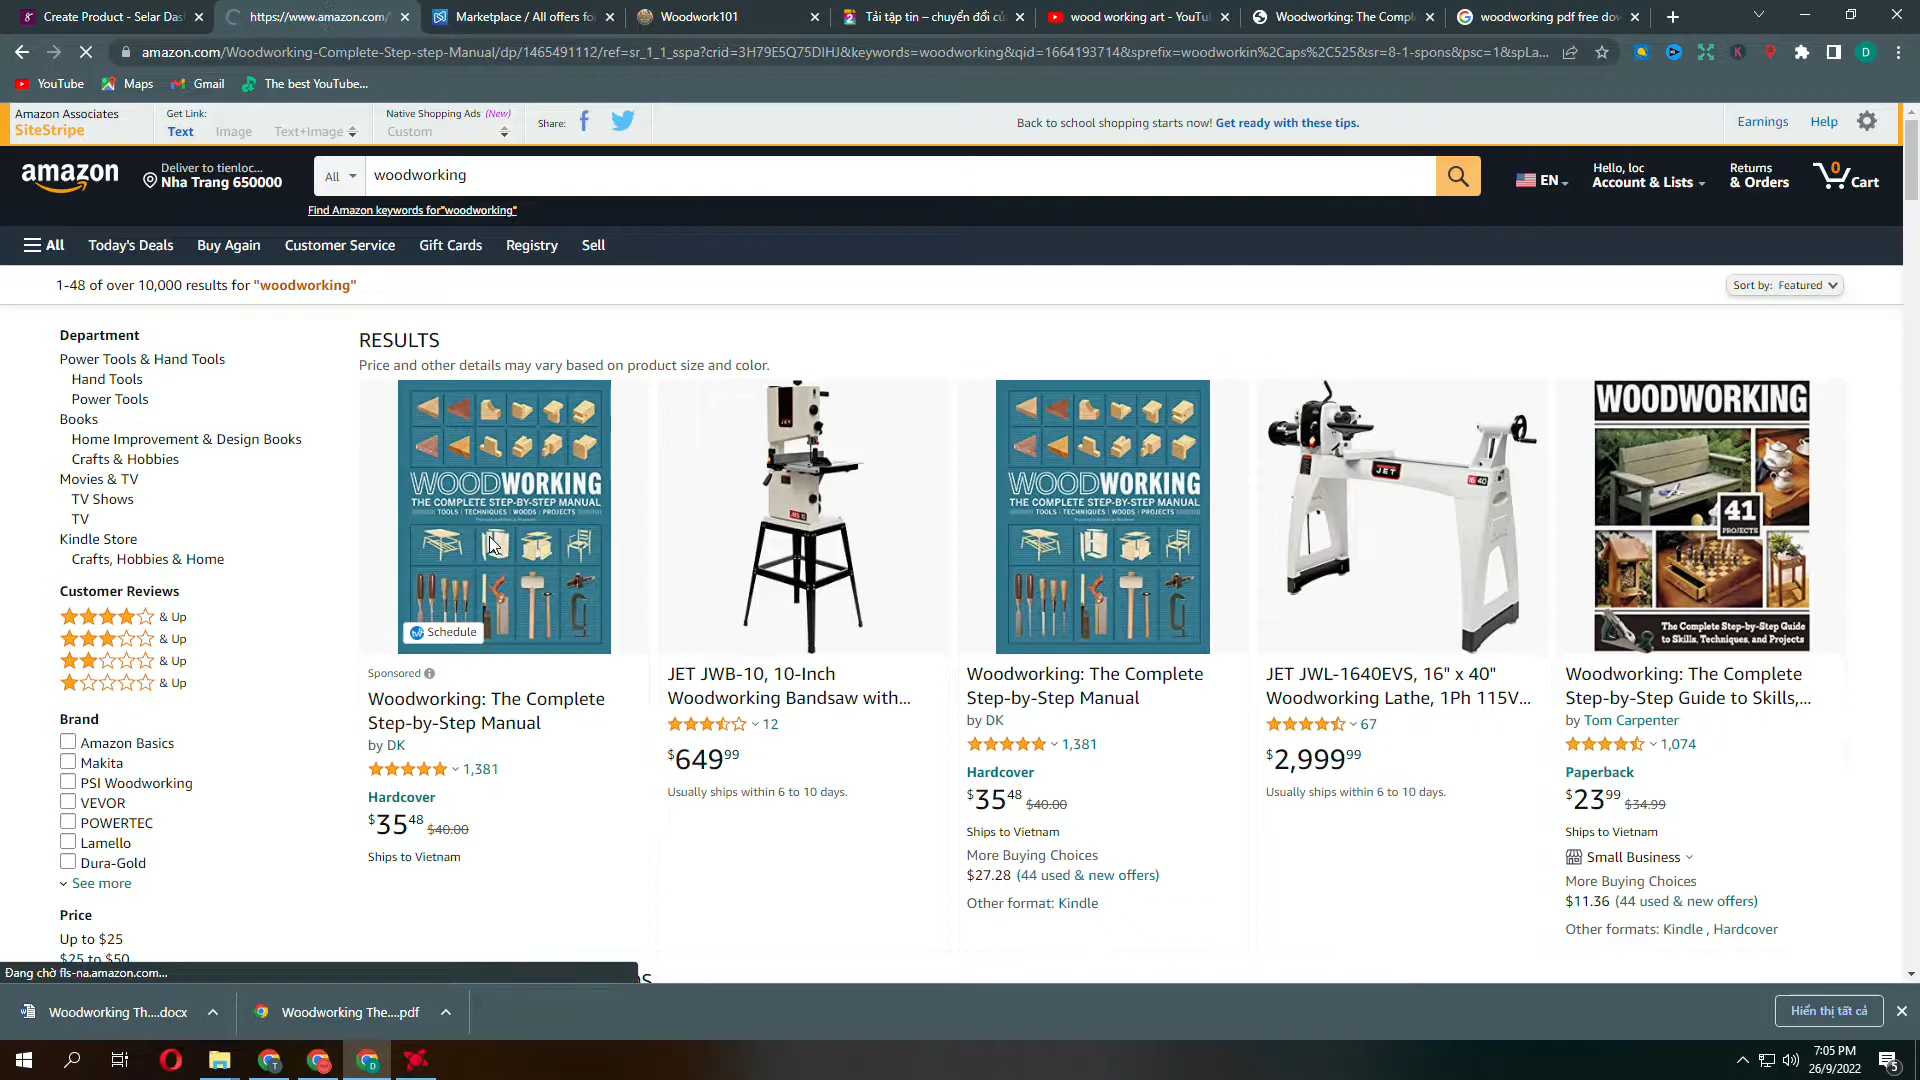 Create Product - Selar Das
https://www.amazon.com/
Marketplace / All offers fo
Woodwork101
Tải tập tin – chuyển đổi củ
wood working art - YouTu
Woodworking: The Compl
woodworking pdf free dow
amazon.com/Woodworking-Complete-Step-step-Manual/dp/1465491112/ref=sr_1_1_sspa?crid=3H79E5Q75DIHJ&keywords=woodworking&qid=1664193714&sprefix=woodworkin%2Caps%2C525&sr=8-1-spons&psc=1&spLa...
K
D
YouTube
Maps
Gmail
The best YouTube...
Amazon Associates
SiteStripe
Get Link:
Text
Image
Text+Image
Native Shopping Ads (New)
Custom
Share:
Back to school shopping starts now! Get ready with these tips.
Earnings
Help
amazon
Deliver to tienloc...
Nha Trang 650000
All
woodworking
Find Amazon keywords for"woodworking"
EN
Hello, loc
Account & Lists
Returns
& Orders
0
Cart
All
Today's Deals
Buy Again
Customer Service
Gift Cards
Registry
Sell
1-48 of over 10,000 results for "woodworking"
Sort by: Featured
Department
Power Tools & Hand Tools
Hand Tools
Power Tools
Books
Home Improvement & Design Books
Crafts & Hobbies
Movies & TV
TV Shows
TV
Kindle Store
Crafts, Hobbies & Home
Customer Reviews
& Up
& Up
& Up
& Up
Brand
Amazon Basics
Makita
PSI Woodworking
VEVOR
POWERTEC
Lamello
Dura-Gold
See more
Price
Up to $25
$25 to $50
RESULTS
Price and other details may vary based on product size and color.
WOODWORKING
THE COMPLETE STEP-BY-STEP MANUAL
TOOLS | TECHNIQUES | WOODS | PROJECTS
Schedule
Sponsored
Woodworking: The Complete
Step-by-Step Manual
by DK
1,381
Hardcover
$35.48 $40.00
Ships to Vietnam
JET
JET JWB-10, 10-Inch
Woodworking Bandsaw with...
12
$649.99
Usually ships within 6 to 10 days.
WOODWORKING
THE COMPLETE STEP-BY-STEP MANUAL
TOOLS | TECHNIQUES | WOODS | PROJECTS
Woodworking: The Complete
Step-by-Step Manual
by DK
1,381
Hardcover
$35.48 $40.00
Ships to Vietnam
More Buying Choices
$27.28 (44 used & new offers)
Other format: Kindle
JET
16 40
JET JWL-1640EVS, 16" x 40"
Woodworking Lathe, 1Ph 115V...
67
$2,999.99
Usually ships within 6 to 10 days.
WOODWORKING
41
PROJECTS
The Complete Step-by-Step Guide
to Skills, Techniques, and Projects
Woodworking: The Complete
Step-by-Step Guide to Skills,...
by Tom Carpenter
1,074
Paperback
$23.99 $34.99
Ships to Vietnam
Small Business
More Buying Choices
$11.36 (44 used & new offers)
Other formats: Kindle , Hardcover
Đang chờ fls-na.amazon.com...
Woodworking Th....docx
Woodworking The....pdf
Hiển thị tất cả
7:05 PM
26/9/2022
5